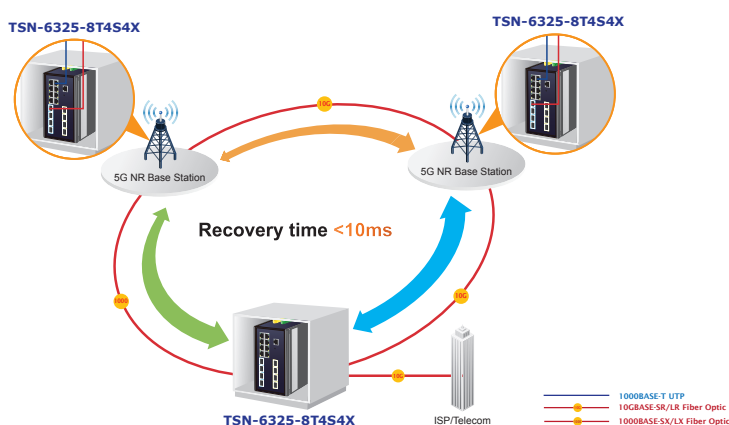 TSN-6325-8T4S4X
TSN-6325-8T4S4X
10G
5G NR Base Station
5G NR Base Station
Recovery time <10ms
1000
10G
10G
TSN-6325-8T4S4X
ISP/Telecom
1000BASE-T UTP
10GBASE-SR/LR Fiber Optic
1000BASE-SX/LX Fiber Optic